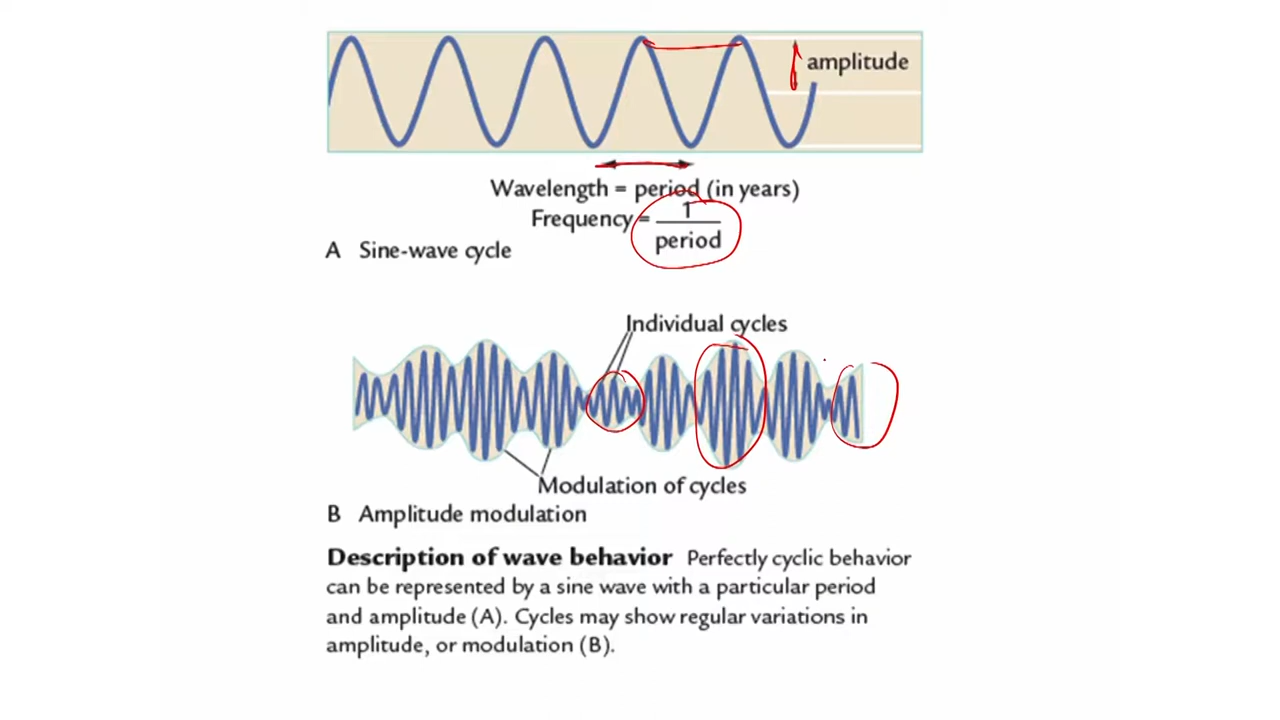 amplitude
Wavelength = period (in years)
Frequency = 1
period
A Sine-wave cycle
Individual cycles
Modulation of cycles
B Amplitude modulation
Description of wave behavior Perfectly cyclic behavior
can be represented by a sine wave with a particular period
and amplitude (A). Cycles may show regular variations in
amplitude, or modulation (B).